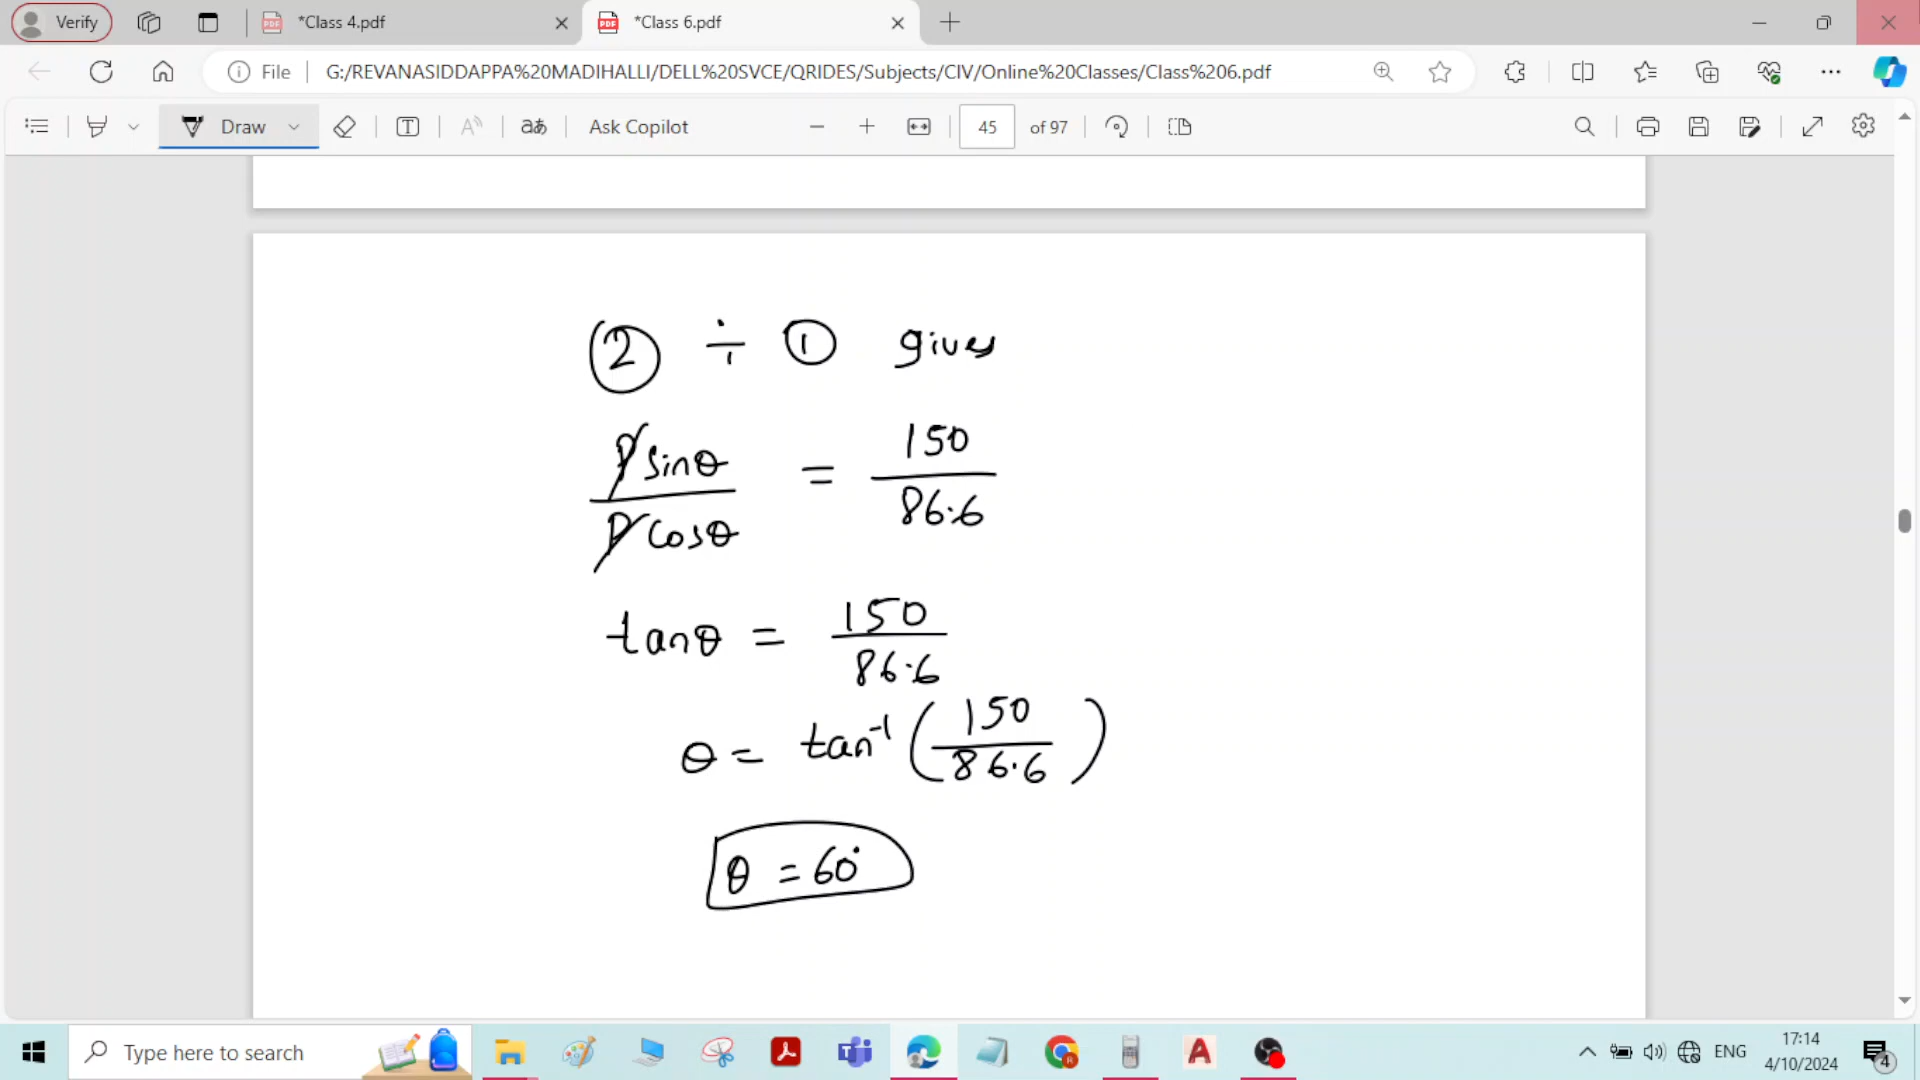 Verify
*Class 4.pdf
*Class 6.pdf
File
G:/REVANASIDDAPPA%20MADIHALLI/DELL%20SVCE/QRIDES/Subjects/CIV/Online%20Classes/Class%206.pdf
Draw
Ask Copilot
45 of 97
② ÷ ① gives
P sinθ / P cosθ = 150 / 86.6
tanθ = 150 / 86.6
θ = tan⁻¹ (150 / 86.6)
θ = 60°
Type here to search
ENG
17:14
4/10/2024
4